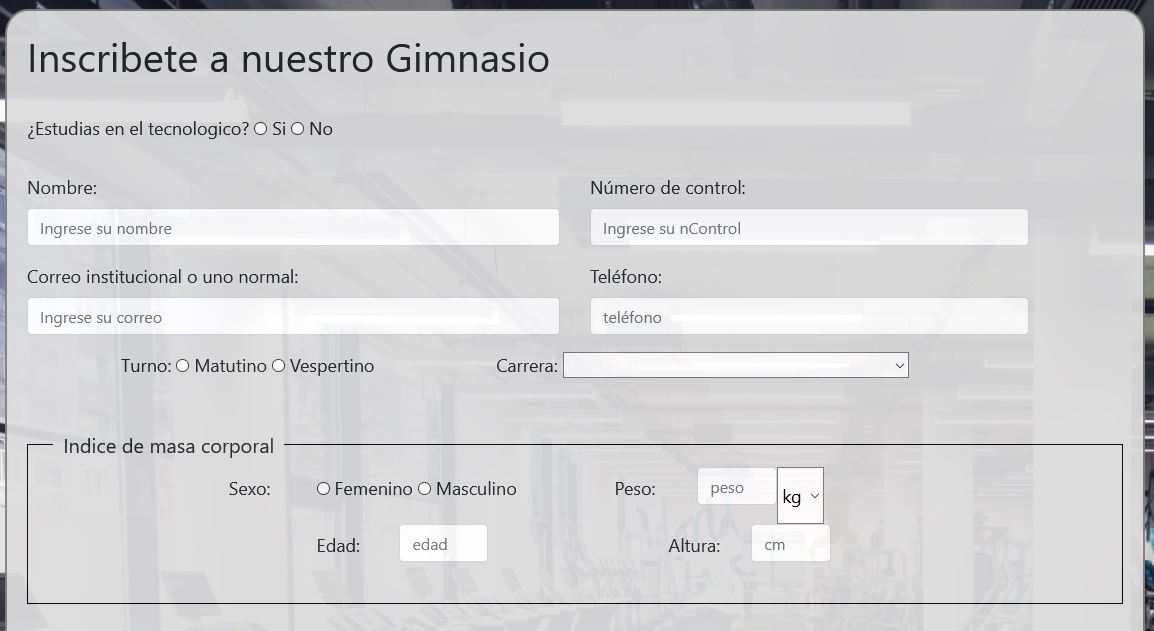 Inscribete a nuestro Gimnasio
¿Estudias en el tecnologico? Si No
Nombre: Número de control:
Ingrese su nombre Ingrese su nControl
Correo institucional o uno normal: Teléfono:
Ingrese su correo teléfono
Turno: Matutino Vespertino Carrera:
Indice de masa corporal
Sexo: Femenino Masculino Peso: peso kg
Edad: edad Altura: cm